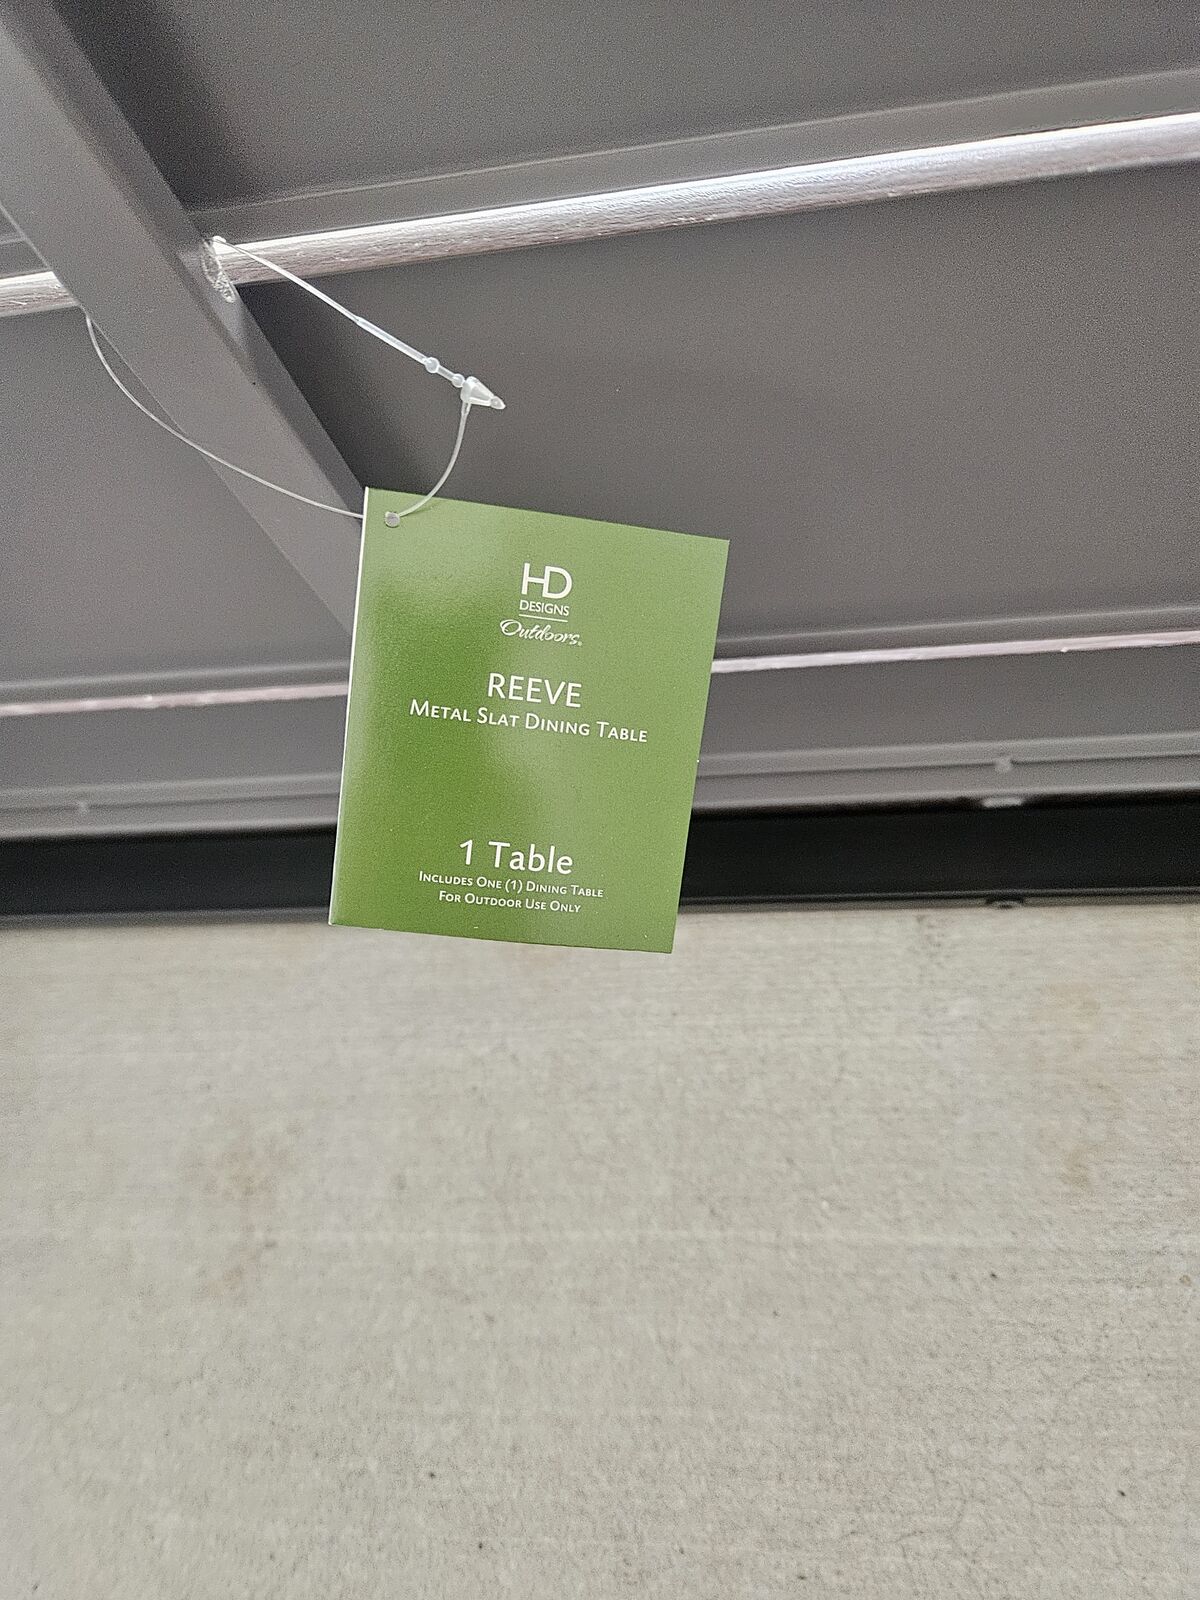 HD
DESIGNS
Outdoors®
REEVE
METAL SLAT DINING TABLE
1 Table
INCLUDES ONE (1) DINING TABLE
FOR OUTDOOR USE ONLY